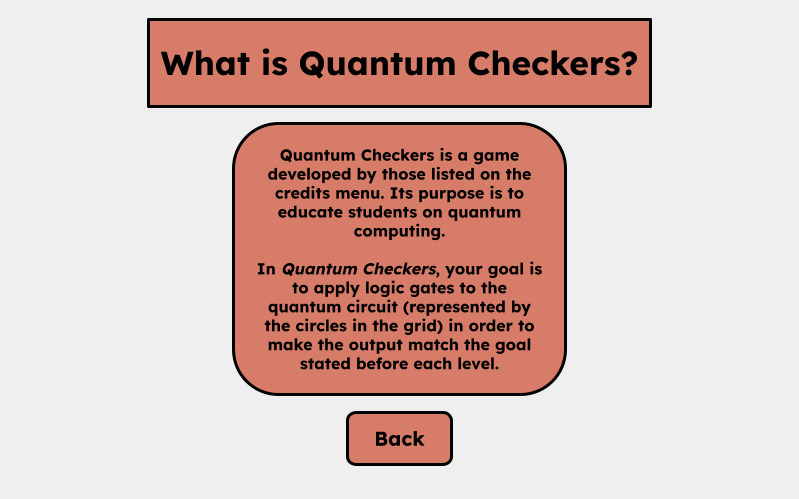 What is Quantum Checkers?
Quantum Checkers is a game
developed by those listed on the
credits menu. Its purpose is to
educate students on quantum
computing.
In Quantum Checkers, your goal is
to apply logic gates to the
quantum circuit (represented by
the circles in the grid) in order to
make the output match the goal
stated before each level.
Back